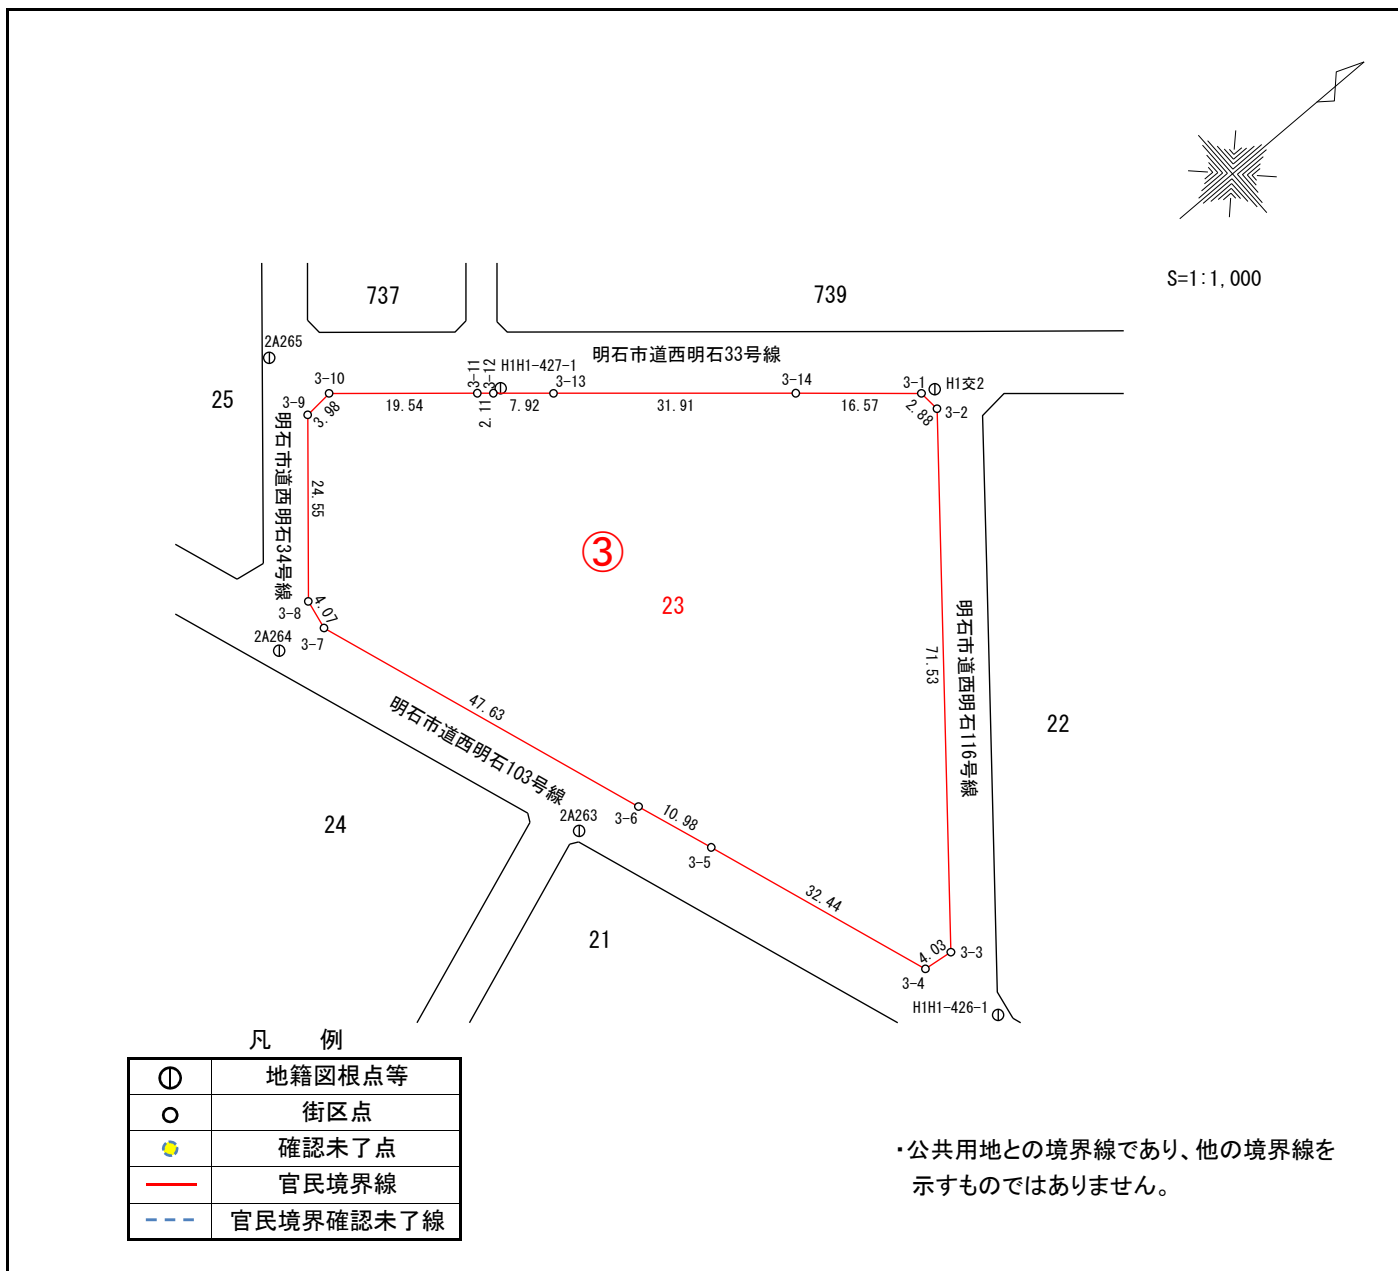 S=1:1,000
737
739
2A265
明石市道西明石33号線
H1H1-427-1
3-11
3-12
3-10
3-13
3-14
3-1
H1交2
25
3-9
3.98
19.54
2.11
7.92
31.91
16.57
2.88
3-2
明石市道西明石34号線
24.55
③
23
4.07
3-8
2A264
3-7
明石市道西明石116号線
71.53
47.63
22
明石市道西明石103号線
10.98
2A263
3-6
24
3-5
32.44
21
4.03
3-3
3-4
H1H1-426-1
凡 例
地籍図根点等
街区点
確認未了点
官民境界線
官民境界確認未了線
・公共用地との境界線であり、他の境界線を
示すものではありません。